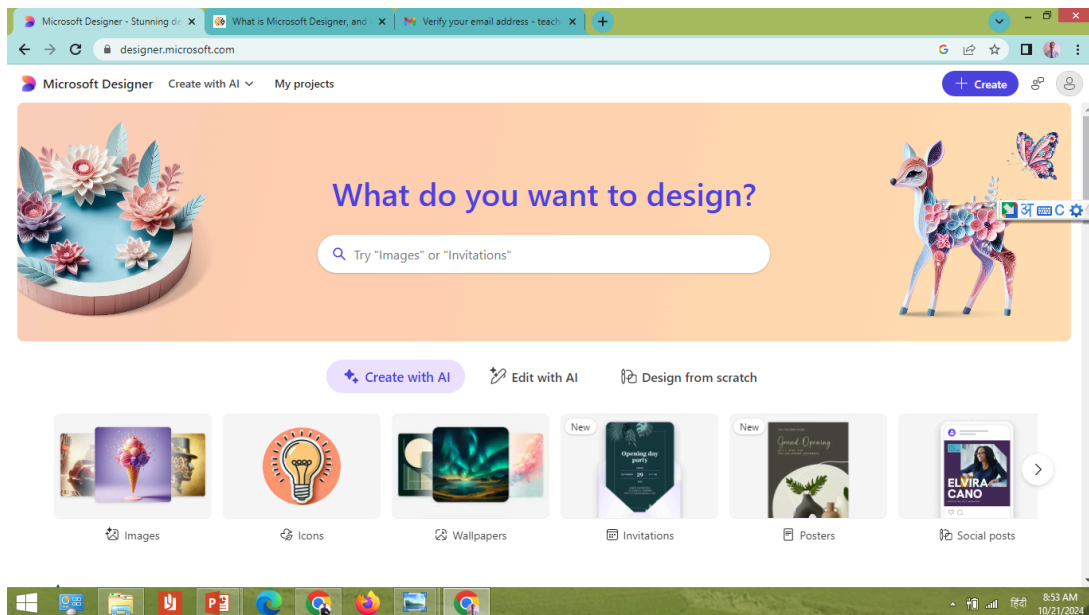 Microsoft Designer - Stunning de
What is Microsoft Designer, and
Verify your email address - teach
designer.microsoft.com
Microsoft Designer Create with AI My projects
Create
What do you want to design?
अ C
Try "Images" or "Invitations"
Create with AI Edit with AI Design from scratch
New
Opening day
party
29
New
Grand Opening
ELVIRA
CANO
Images Icons Wallpapers Invitations Posters Social posts
हिंदी
8:53 AM
10/21/2024